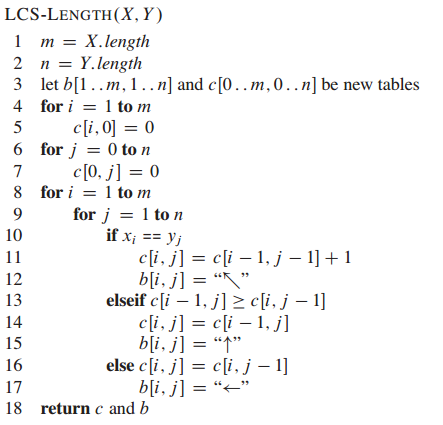 LCS-LENGTH(X, Y)
1 m = X.length
2 n = Y.length
3 let b[1..m, 1..n] and c[0..m, 0..n] be new tables
4 for i = 1 to m
5 c[i, 0] = 0
6 for j = 0 to n
7 c[0, j] = 0
8 for i = 1 to m
9 for j = 1 to n
10 if xᵢ == yⱼ
11 c[i, j] = c[i − 1, j − 1] + 1
12 b[i, j] = “↖”
13 elseif c[i − 1, j] ≥ c[i, j − 1]
14 c[i, j] = c[i − 1, j]
15 b[i, j] = “↑”
16 else c[i, j] = c[i, j − 1]
17 b[i, j] = “←”
18 return c and b